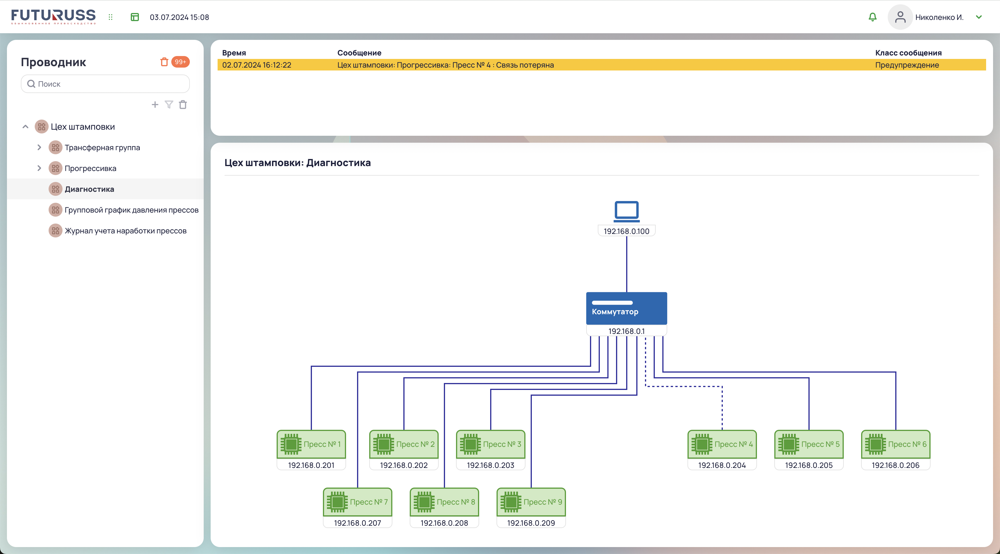 FUTURUSS
ОБЫКНОВЕННОЕ ПРЕВОСХОДСТВО
03.07.2024 15:08
Николенко И.
Проводник
99+
Поиск
Цех штамповки
Трансферная группа
Прогрессивка
Диагностика
Групповой график давления прессов
Журнал учета наработки прессов
Время Сообщение Класс сообщения
02.07.2024 16:12:22 Цех штамповки: Прогрессивка: Пресс № 4 : Связь потеряна Предупреждение
Цех штамповки: Диагностика
192.168.0.100
Коммутатор
192.168.0.1
Пресс № 1 Пресс № 2 Пресс № 3 Пресс № 4 Пресс № 5 Пресс № 6
192.168.0.201 192.168.0.202 192.168.0.203 192.168.0.204 192.168.0.205 192.168.0.206
Пресс № 7 Пресс № 8 Пресс № 9
192.168.0.207 192.168.0.208 192.168.0.209